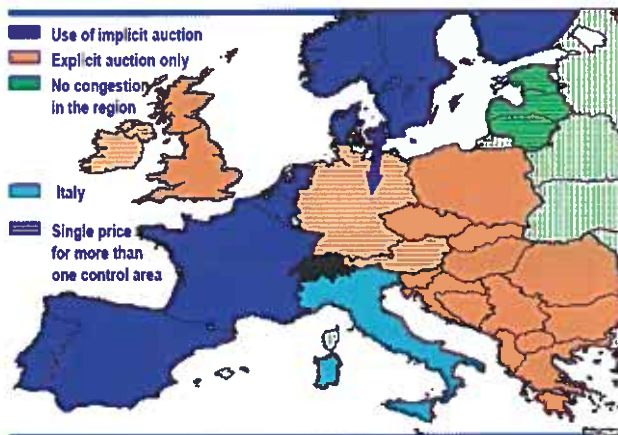 Use of implicit auction
Explicit auction only
No congestion
in the region
Italy
Single price
for more than
one control area